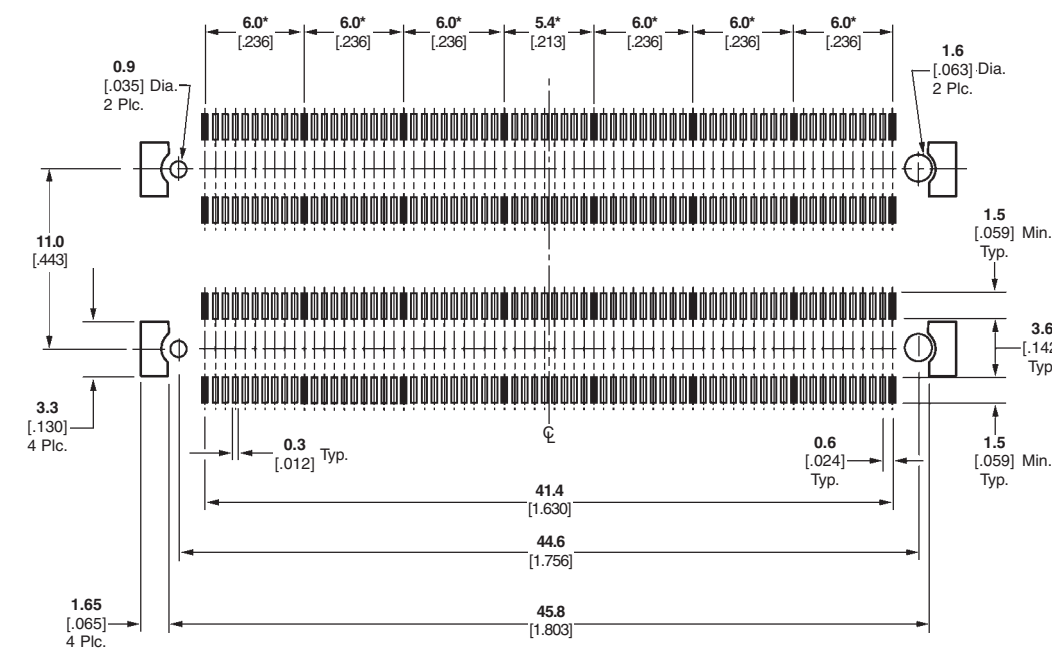 6.0* 6.0* 6.0* 5.4* 6.0* 6.0* 6.0*
[.236] [.236] [.236] [.213] [.236] [.236] [.236]
0.9
[.035] Dia.
2 Plc.
1.6
[.063] Dia.
2 Plc.
11.0
[.443]
1.5
[.059] Min.
Typ.
3.6
[.142
Typ
3.3
[.130]
4 Plc.
0.3
[.012] Typ.
℄
0.6
[.024]
Typ.
1.5
[.059] Min.
Typ.
41.4
[1.630]
44.6
[1.756]
1.65
[.065]
4 Plc.
45.8
[1.803]